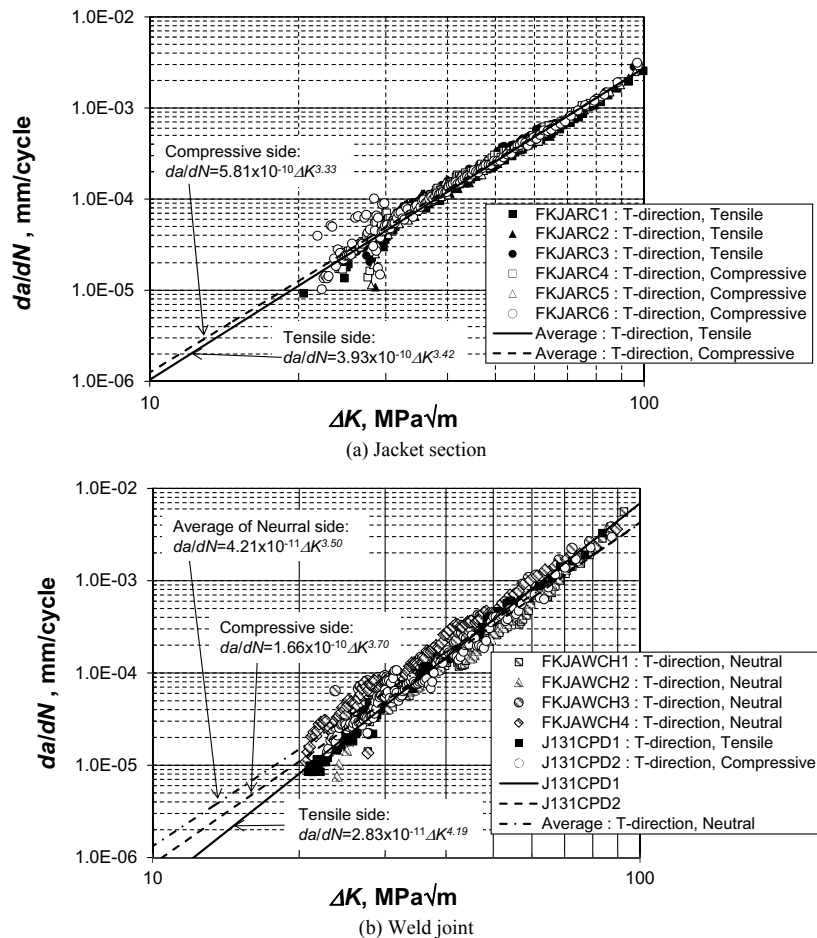 1.0E-02
1.0E-03
1.0E-04
1.0E-05
1.0E-06
da/dN , mm/cycle
Compressive side:
da/dN=5.81x10-10ΔK3.33
Tensile side:
da/dN=3.93x10-10ΔK3.42
FKJARC1 : T-direction, Tensile
FKJARC2 : T-direction, Tensile
FKJARC3 : T-direction, Tensile
FKJARC4 : T-direction, Compressive
FKJARC5 : T-direction, Compressive
FKJARC6 : T-direction, Compressive
Average : T-direction, Tensile
Average : T-direction, Compressive
10
100
ΔK, MPa√m
(a) Jacket section
1.0E-02
1.0E-03
1.0E-04
1.0E-05
1.0E-06
da/dN , mm/cycle
Average of Neurral side:
da/dN=4.21x10-11ΔK3.50
Compressive side:
da/dN=1.66x10-10ΔK3.70
Tensile side:
da/dN=2.83x10-11ΔK4.19
FKJAWCH1 : T-direction, Neutral
FKJAWCH2 : T-direction, Neutral
FKJAWCH3 : T-direction, Neutral
FKJAWCH4 : T-direction, Neutral
J131CPD1 : T-direction, Tensile
J131CPD2 : T-direction, Compressive
J131CPD1
J131CPD2
Average : T-direction, Neutral
10
100
ΔK, MPa√m
(b) Weld joint